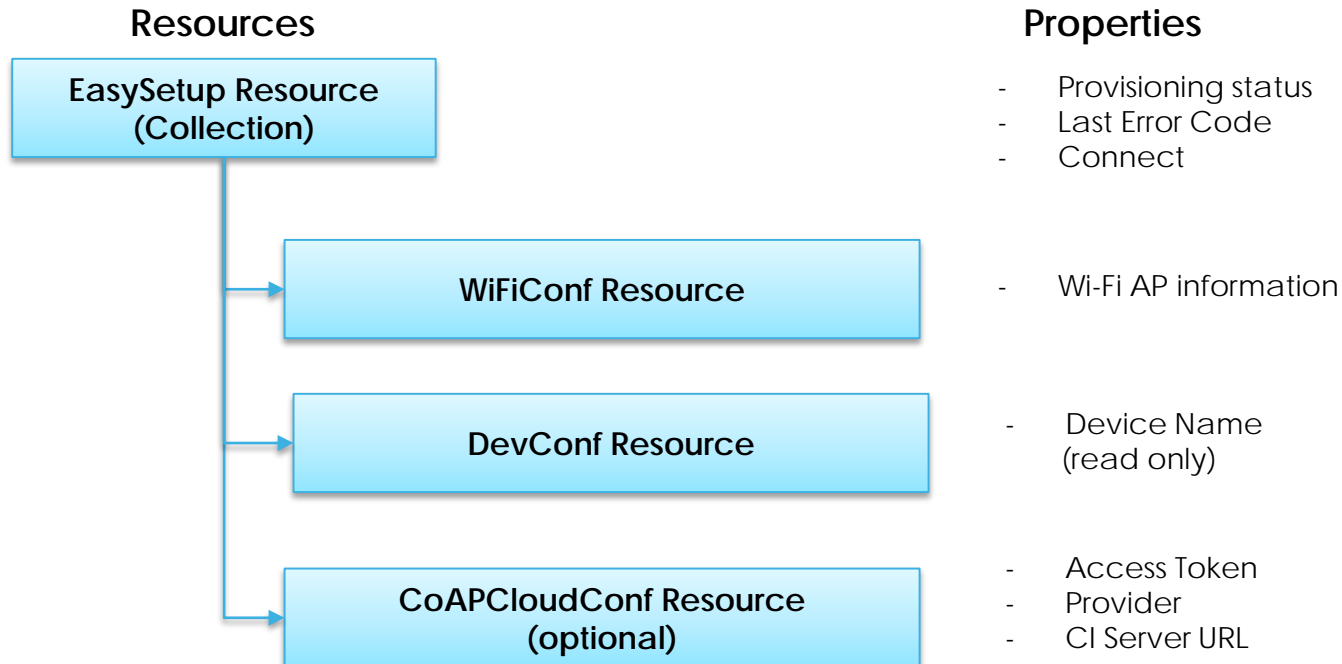 Resources
Properties
EasySetup Resource
(Collection)
- Provisioning status
- Last Error Code
- Connect
WiFiConf Resource
- Wi-Fi AP information
DevConf Resource
- Device Name
(read only)
CoAPCloudConf Resource
(optional)
- Access Token
- Provider
- CI Server URL